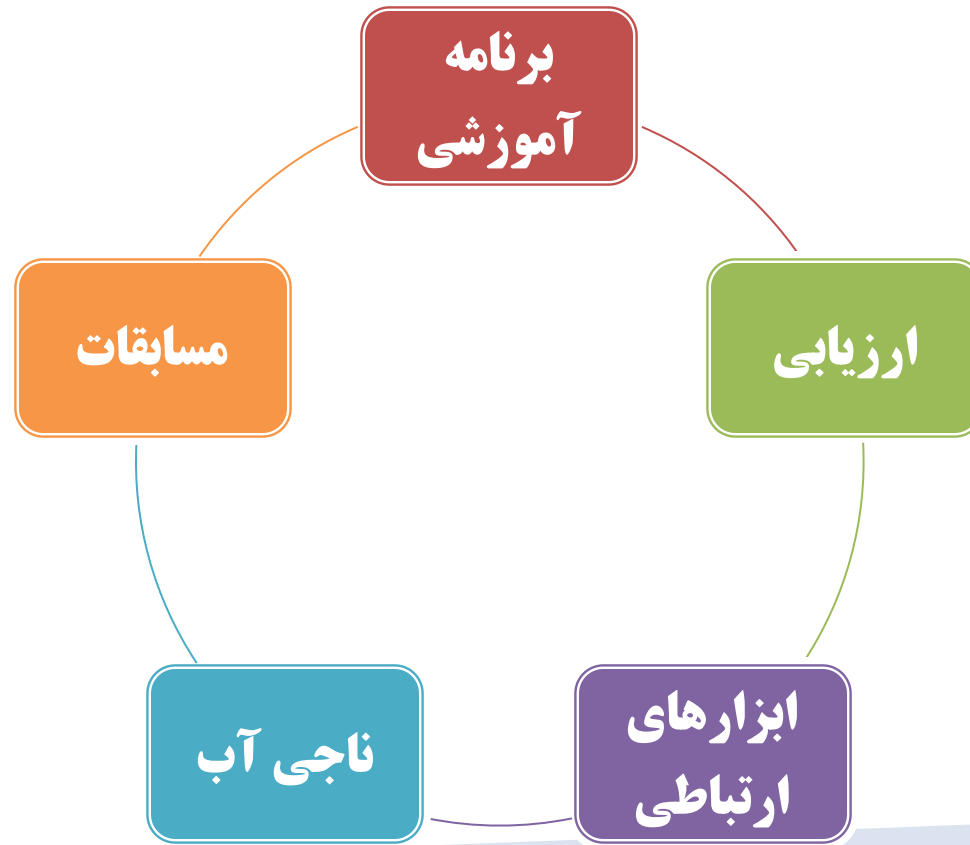 برنامه
آموزشی
ارزیابی
ابزارهای
ارتباطی
ناجی آب
مسابقات